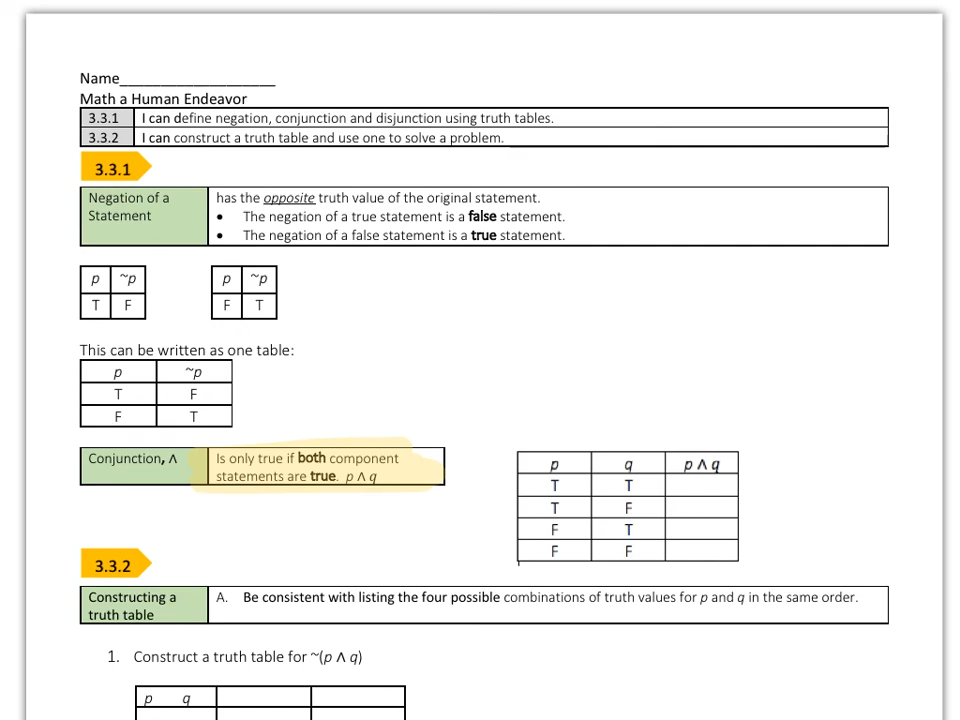 Name___________________
Math a Human Endeavor
3.3.1 I can define negation, conjunction and disjunction using truth tables.
3.3.2 I can construct a truth table and use one to solve a problem.
3.3.1
Negation of a Statement
has the opposite truth value of the original statement.
• The negation of a true statement is a false statement.
• The negation of a false statement is a true statement.
p ~p
T F
p ~p
F T
This can be written as one table:
p ~p
T F
F T
Conjunction, ∧
Is only true if both component
statements are true. p ∧ q
p q p ∧ q
T T
T F
F T
F F
3.3.2
Constructing a
truth table
A. Be consistent with listing the four possible combinations of truth values for p and q in the same order.
1. Construct a truth table for ~(p ∧ q)
p q